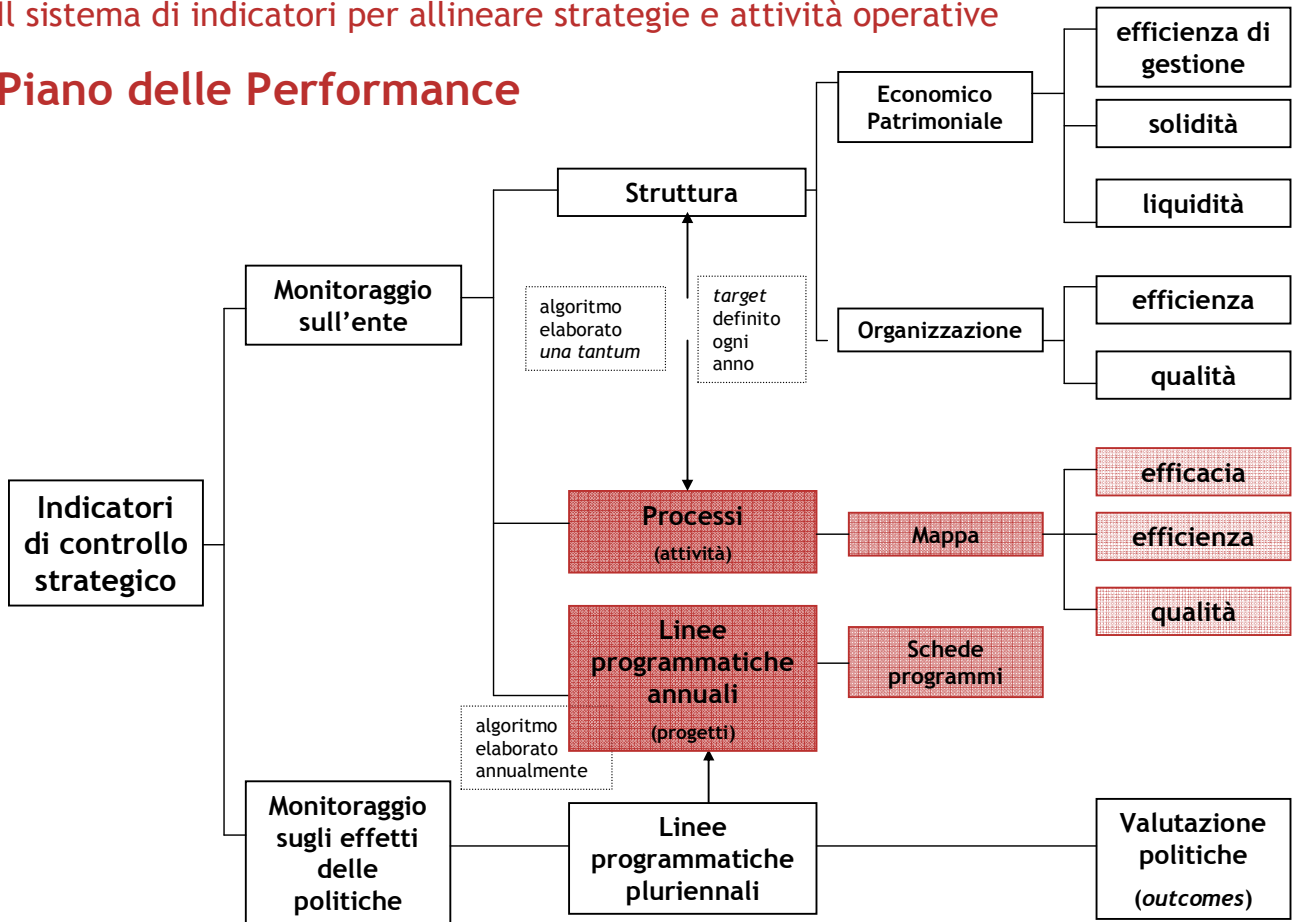 Il sistema di indicatori per allineare strategie e attività operative
Piano delle Performance
Indicatori
di controllo
strategico
Monitoraggio
sull'ente
Monitoraggio
sugli effetti
delle
politiche
Struttura
algoritmo
elaborato
una tantum
target
definito
ogni
anno
Processi
(attività)
Linee
programmatiche
annuali
(progetti)
algoritmo
elaborato
annualmente
Linee
programmatiche
pluriennali
Economico
Patrimoniale
Organizzazione
Mappa
Schede
programmi
efficienza di
gestione
solidità
liquidità
efficienza
qualità
efficacia
efficienza
qualità
Valutazione
politiche
(outcomes)